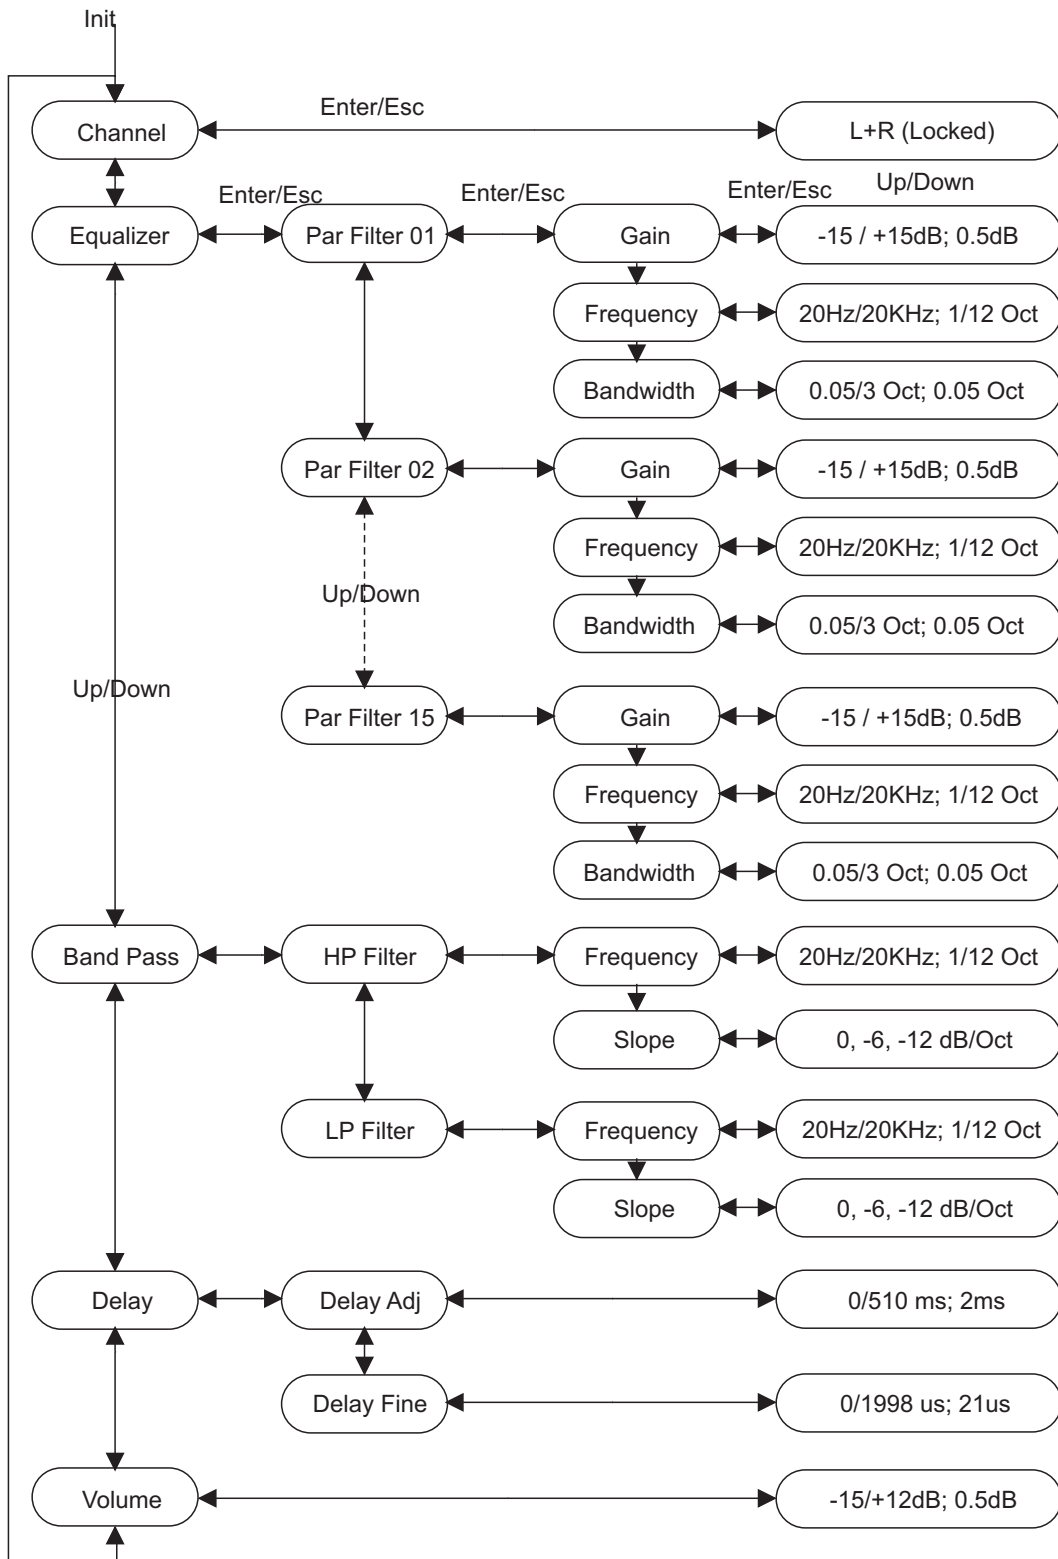 Init
Enter/Esc
Channel
L+R (Locked)
Enter/Esc
Enter/Esc
Enter/Esc
Up/Down
Equalizer
Par Filter 01
Gain
-15 / +15dB; 0.5dB
Frequency
20Hz/20KHz; 1/12 Oct
Bandwidth
0.05/3 Oct; 0.05 Oct
Par Filter 02
Gain
-15 / +15dB; 0.5dB
Frequency
20Hz/20KHz; 1/12 Oct
Up/Down
Bandwidth
0.05/3 Oct; 0.05 Oct
Up/Down
Par Filter 15
Gain
-15 / +15dB; 0.5dB
Frequency
20Hz/20KHz; 1/12 Oct
Bandwidth
0.05/3 Oct; 0.05 Oct
Band Pass
HP Filter
Frequency
20Hz/20KHz; 1/12 Oct
Slope
0, -6, -12 dB/Oct
LP Filter
Frequency
20Hz/20KHz; 1/12 Oct
Slope
0, -6, -12 dB/Oct
Delay
Delay Adj
0/510 ms; 2ms
Delay Fine
0/1998 us; 21us
Volume
-15/+12dB; 0.5dB